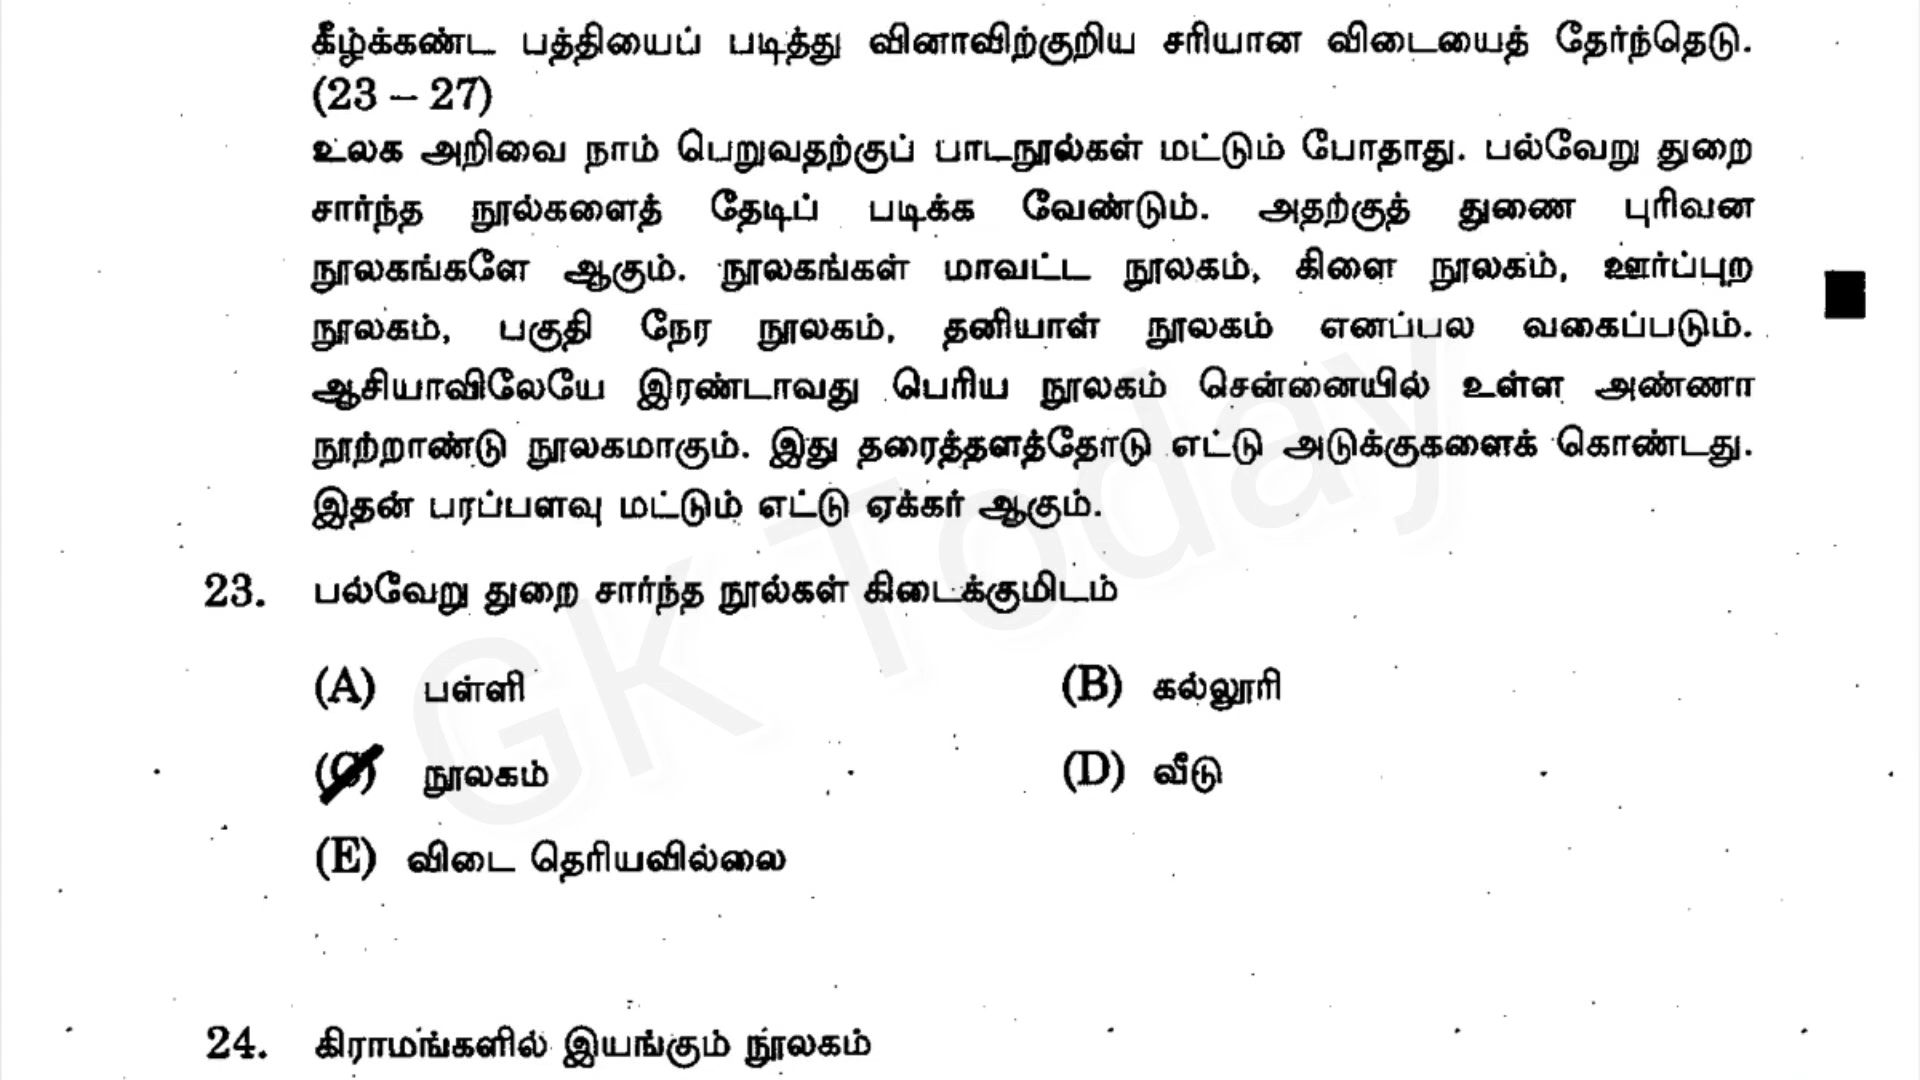 கீழ்க்கண்ட பத்தியைப் படித்து வினாவிற்குறிய சரியான விடையைத் தேர்ந்தெடு.
(23 – 27)
உலக அறிவை நாம் பெறுவதற்குப் பாடநூல்கள் மட்டும் போதாது. பல்வேறு துறை
சார்ந்த நூல்களைத் தேடிப் படிக்க வேண்டும். அதற்குத் துணை புரிவன
நூலகங்களே ஆகும். நூலகங்கள் மாவட்ட நூலகம், கிளை நூலகம், ஊர்ப்புற
நூலகம், பகுதி நேர நூலகம், தனியாள் நூலகம் எனப்பல வகைப்படும்.
ஆசியாவிலேயே இரண்டாவது பெரிய நூலகம் சென்னையில் உள்ள அண்ணா
நூற்றாண்டு நூலகமாகும். இது தரைத்தளத்தோடு எட்டு அடுக்குகளைக் கொண்டது.
இதன் பரப்பளவு மட்டும் எட்டு ஏக்கர் ஆகும்.
23. பல்வேறு துறை சார்ந்த நூல்கள் கிடைக்குமிடம்
(A) பள்ளி (B) கல்லூரி
(C) நூலகம் (D) வீடு
(E) விடை தெரியவில்லை
24. கிராமங்களில் இயங்கும் நூலகம்
GK Today